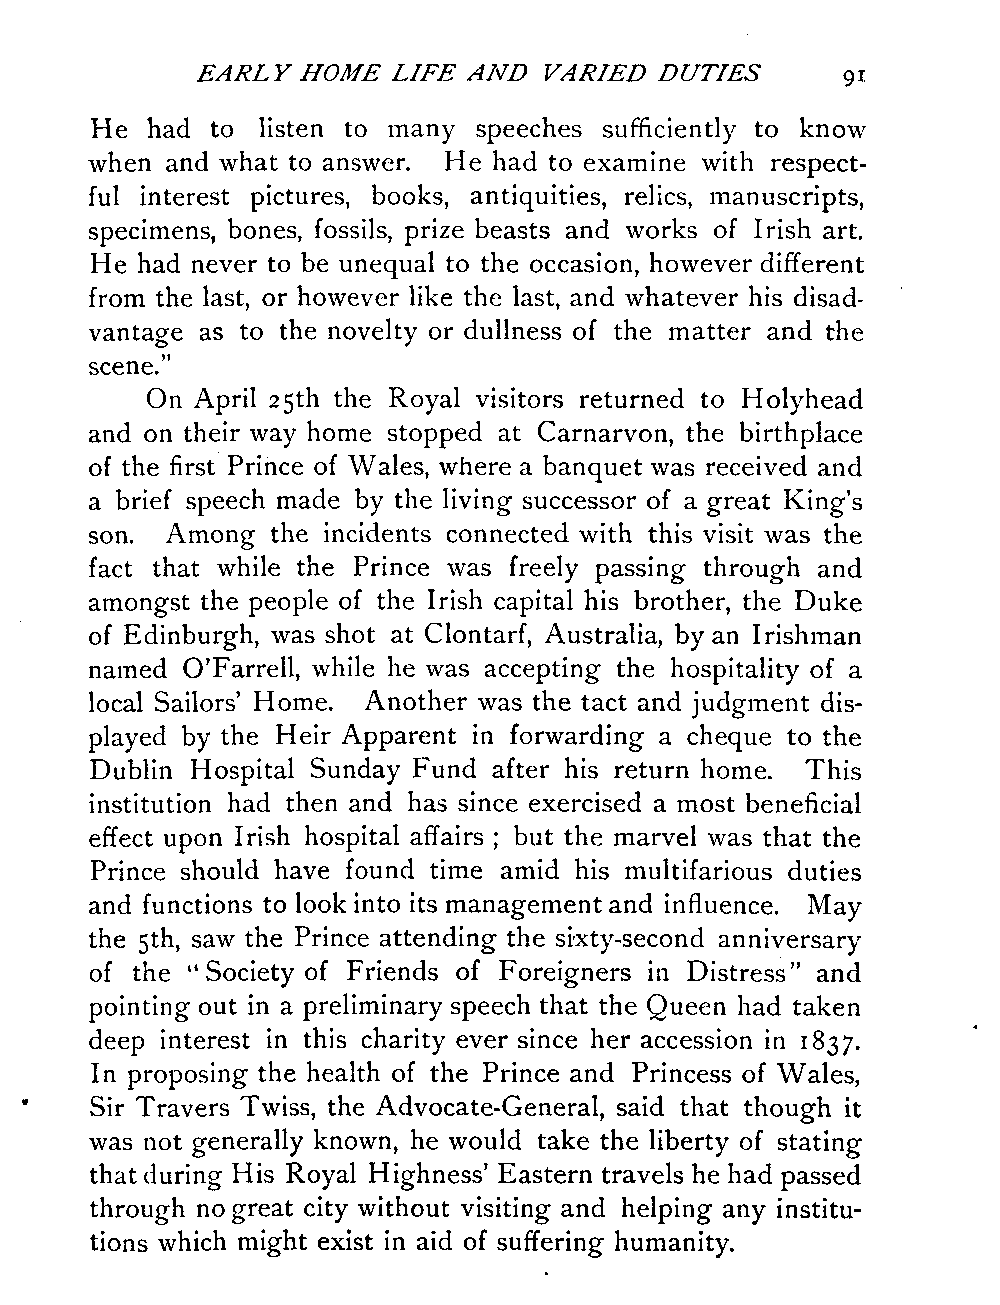 EARLY HOME LIFE AND VARIED DUTIES 91
He had to listen to many speeches sufficiently to know
when and what to answer. He had to examine with respect-
ful interest pictures, books, antiquities, relics, manuscripts,
specimens, bones, fossils, prize beasts and works of Irish art.
He had never to be unequal to the occasion, however different
from the last, or however like the last, and whatever his disad-
vantage as to the novelty or dullness of the matter and the
scene."
On April 25th the Royal visitors returned to Holyhead
and on their way home stopped at Carnarvon, the birthplace
of the first Prince of Wales, where a banquet was received and
a brief speech made by the living successor of a great King's
son. Among the incidents connected with this visit was the
fact that while the Prince was freely passing through and
amongst the people of the Irish capital his brother, the Duke
of Edinburgh, was shot at Clontarf, Australia, by an Irishman
named O'Farrell, while he was accepting the hospitality of a
local Sailors' Home. Another was the tact and judgment dis-
played by the Heir Apparent in forwarding a cheque to the
Dublin Hospital Sunday Fund after his return home. This
institution had then and has since exercised a most beneficial
effect upon Irish hospital affairs ; but the marvel was that the
Prince should have found time amid his multifarious duties
and functions to look into its management and influence. May
the 5th, saw the Prince attending the sixty-second anniversary
of the "Society of Friends of Foreigners in Distress" and
pointing out in a preliminary speech that the Queen had taken
deep interest in this charity ever since her accession in 1837.
In proposing the health of the Prince and Princess of Wales,
Sir Travers Twiss, the Advocate-General, said that though it
was not generally known, he would take the liberty of stating
that during His Royal Highness' Eastern travels he had passed
through no great city without visiting and helping any institu-
tions which might exist in aid of suffering humanity.